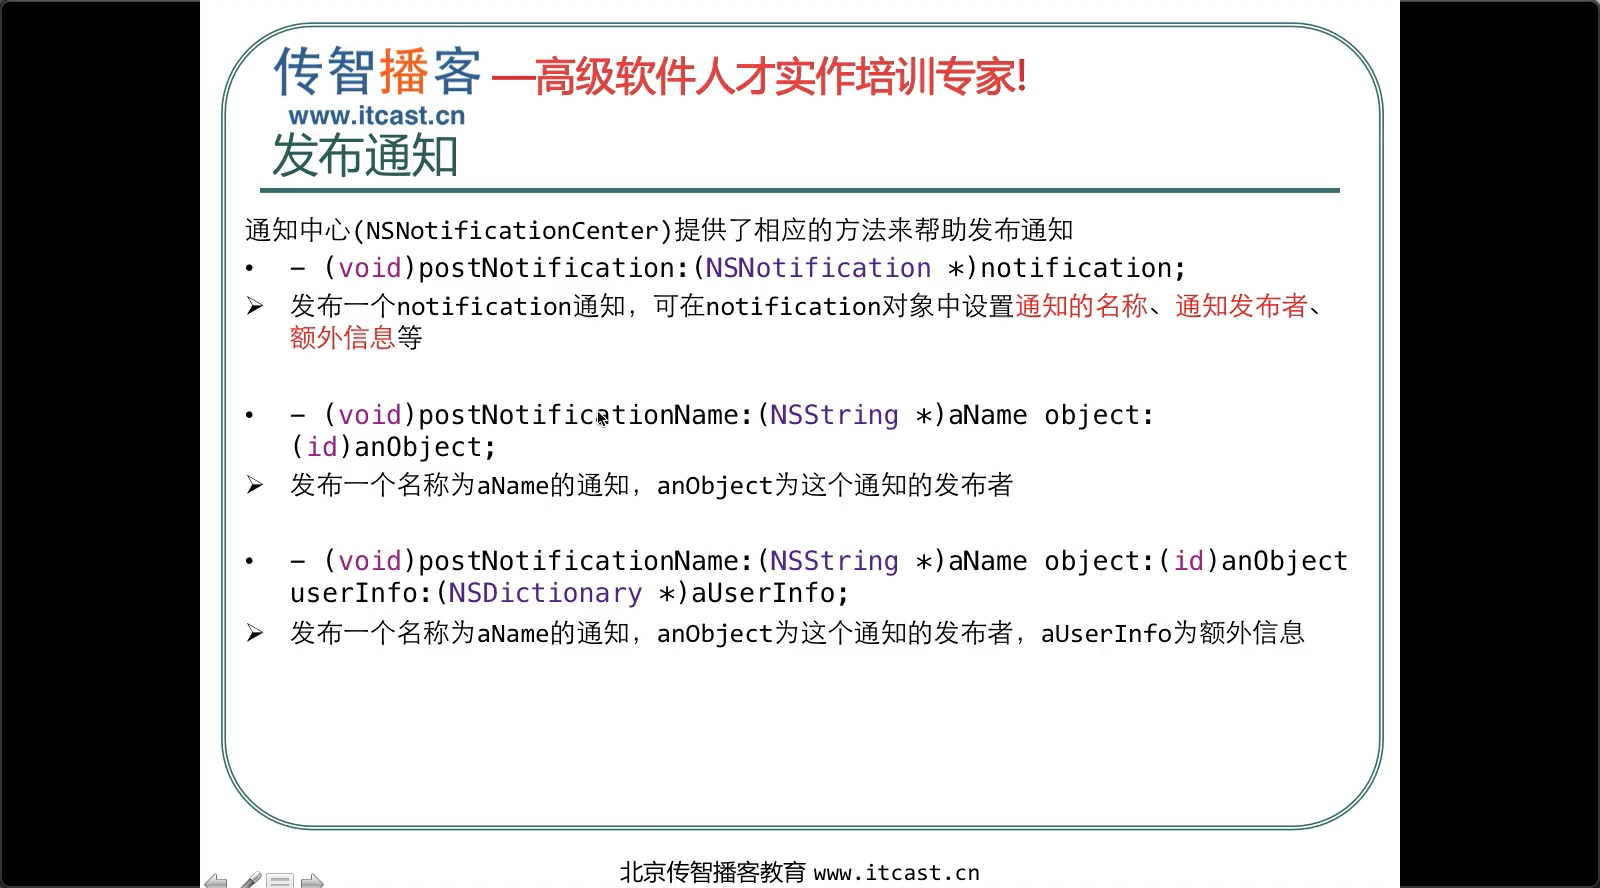 传智播客 —高级软件人才实作培训专家!
www.itcast.cn
发布通知
通知中心(NSNotificationCenter)提供了相应的方法来帮助发布通知
• – (void)postNotification:(NSNotification *)notification;
➢ 发布一个notification通知，可在notification对象中设置通知的名称、通知发布者、
额外信息等
• – (void)postNotificationName:(NSString *)aName object:
(id)anObject;
➢ 发布一个名称为aName的通知，anObject为这个通知的发布者
• – (void)postNotificationName:(NSString *)aName object:(id)anObject
userInfo:(NSDictionary *)aUserInfo;
➢ 发布一个名称为aName的通知，anObject为这个通知的发布者，aUserInfo为额外信息
北京传智播客教育 www.itcast.cn